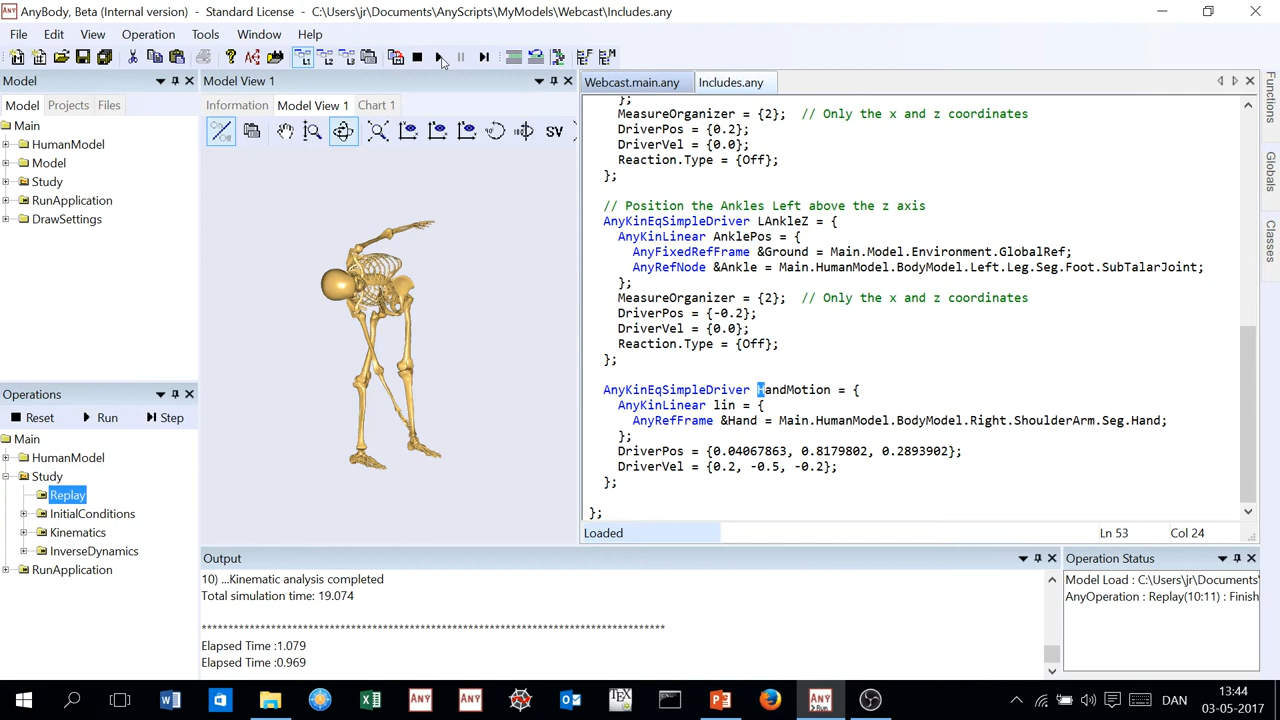 AnyBody, Beta (Internal version) - Standard License - C:\Users\jr\Documents\AnyScripts\MyModels\Webcast\Includes.any
File Edit View Operation Tools Window Help
Model
Model View 1
Webcast.main.any Includes.any
Model Projects Files
Information Model View 1 Chart 1
SV
Main
HumanModel
Model
Study
RunApplication
DrawSettings
};
MeasureOrganizer = {2};  // Only the x and z coordinates
DriverPos = {0.2};
DriverVel = {0.0};
Reaction.Type = {Off};
};
// Position the Ankles Left above the z axis
AnyKinEqSimpleDriver LAnkleZ = {
AnyKinLinear AnklePos = {
AnyFixedRefFrame &Ground = Main.Model.Environment.GlobalRef;
AnyRefNode &Ankle = Main.HumanModel.BodyModel.Left.Leg.Seg.Foot.SubTalarJoint;
};
MeasureOrganizer = {2};  // Only the x and z coordinates
DriverPos = {-0.2};
DriverVel = {0.0};
Reaction.Type = {Off};
};
AnyKinEqSimpleDriver HandMotion = {
AnyKinLinear lin = {
AnyRefFrame &Hand = Main.HumanModel.BodyModel.Right.ShoulderArm.Seg.Hand;
};
DriverPos = {0.04067863, 0.8179802, 0.2893902};
DriverVel = {0.2, -0.5, -0.2};
};
};
Loaded
Ln 53 Col 24
Functions
Globals
Classes
Operations
Reset Run Step
Main
HumanModel
Study
Replay
InitialConditions
Kinematics
InverseDynamics
RunApplication
Output
10) ...Kinematic analysis completed
Total simulation time: 19.074
******************************************************************************
Elapsed Time :1.079
Elapsed Time :0.969
Operation Status
Model Load : C:\Users\jr\Documents\
AnyOperation : Replay(10:11) : Finish
DAN
13:44
03-05-2017